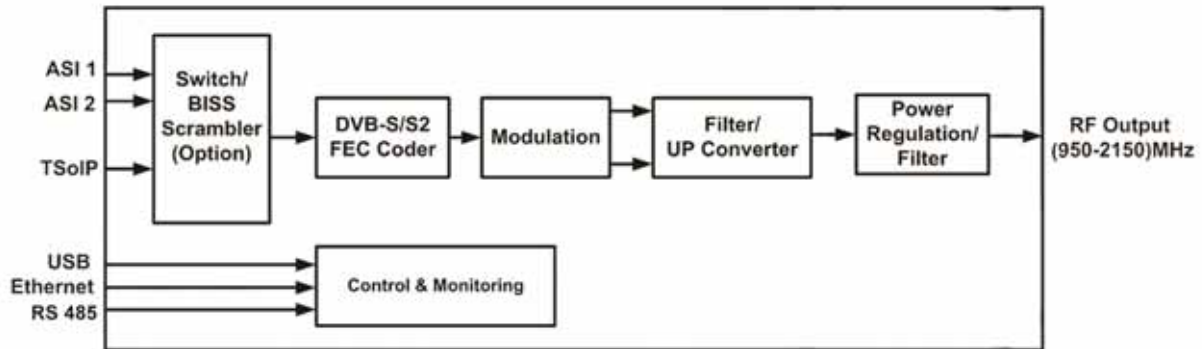 ASI 1
ASI 2
TSoIP
Switch/
BISS
Scrambler
(Option)
DVB-S/S2
FEC Coder
Modulation
Filter/
UP Converter
Power
Regulation/
Filter
RF Output
(950-2150)MHz
USB
Ethernet
RS 485
Control & Monitoring